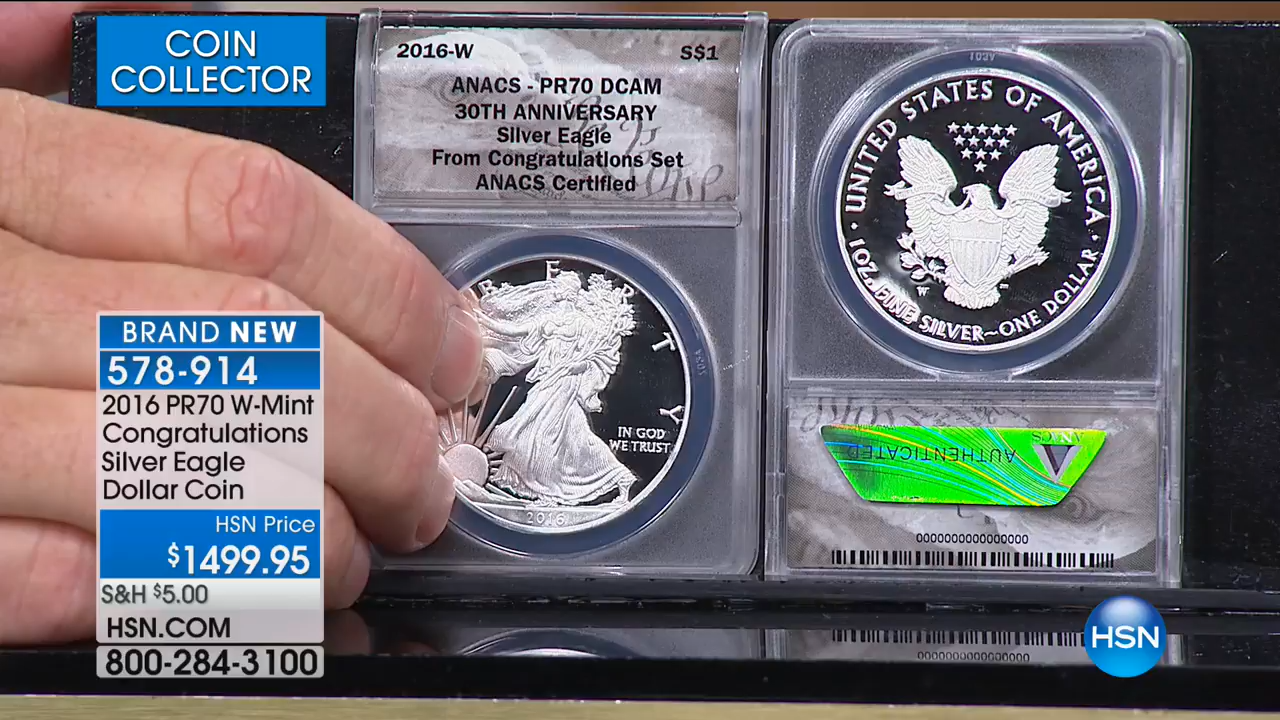 COIN
COLLECTOR
BRAND NEW
578-914
2016 PR70 W-Mint
Congratulations
Silver Eagle
Dollar Coin
HSN Price
$1499.95
S&H $5.00
HSN.COM
800-284-3100
2016-W S$1
ANACS - PR70 DCAM
30TH ANNIVERSARY
Silver Eagle
From Congratulations Set
ANACS Certified
E R T Y
IN GOD
WE TRUST
2016
UNITED STATES OF AMERICA
1 OZ. FINE SILVER~ONE DOLLAR
W
ANACS
AUTHENTICATED
0000000000000000
HSN